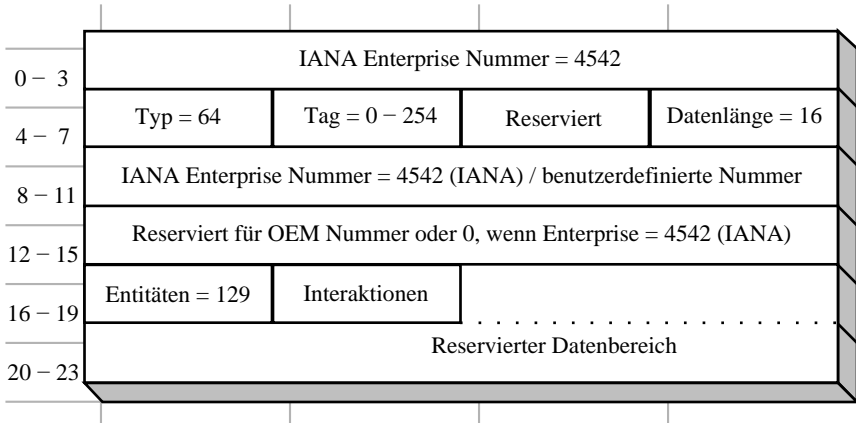 IANA Enterprise Nummer = 4542
0 − 3
Typ = 64 Tag = 0 − 254 Reserviert Datenlänge = 16
4 − 7
IANA Enterprise Nummer = 4542 (IANA) / benutzerdefinierte Nummer
8 − 11
Reserviert für OEM Nummer oder 0, wenn Enterprise = 4542 (IANA)
12 − 15
Entitäten = 129 Interaktionen
16 − 19
Reservierter Datenbereich
20 − 23